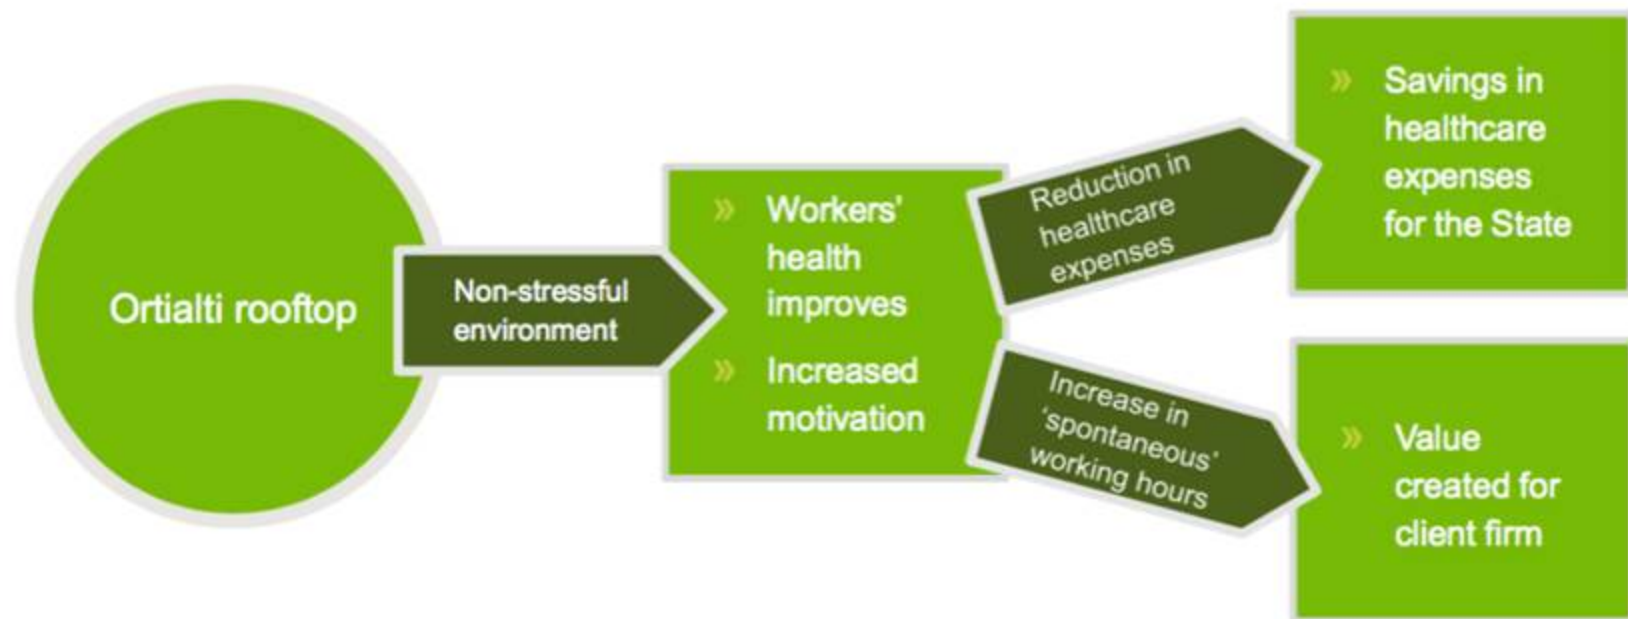 Ortialti rooftop
Non-stressful
environment
» Workers'
health
improves
» Increased
motivation
Reduction in
healthcare
expenses
» Savings in
healthcare
expenses
for the State
Increase in
‘spontaneous’
working hours
» Value
created for
client firm